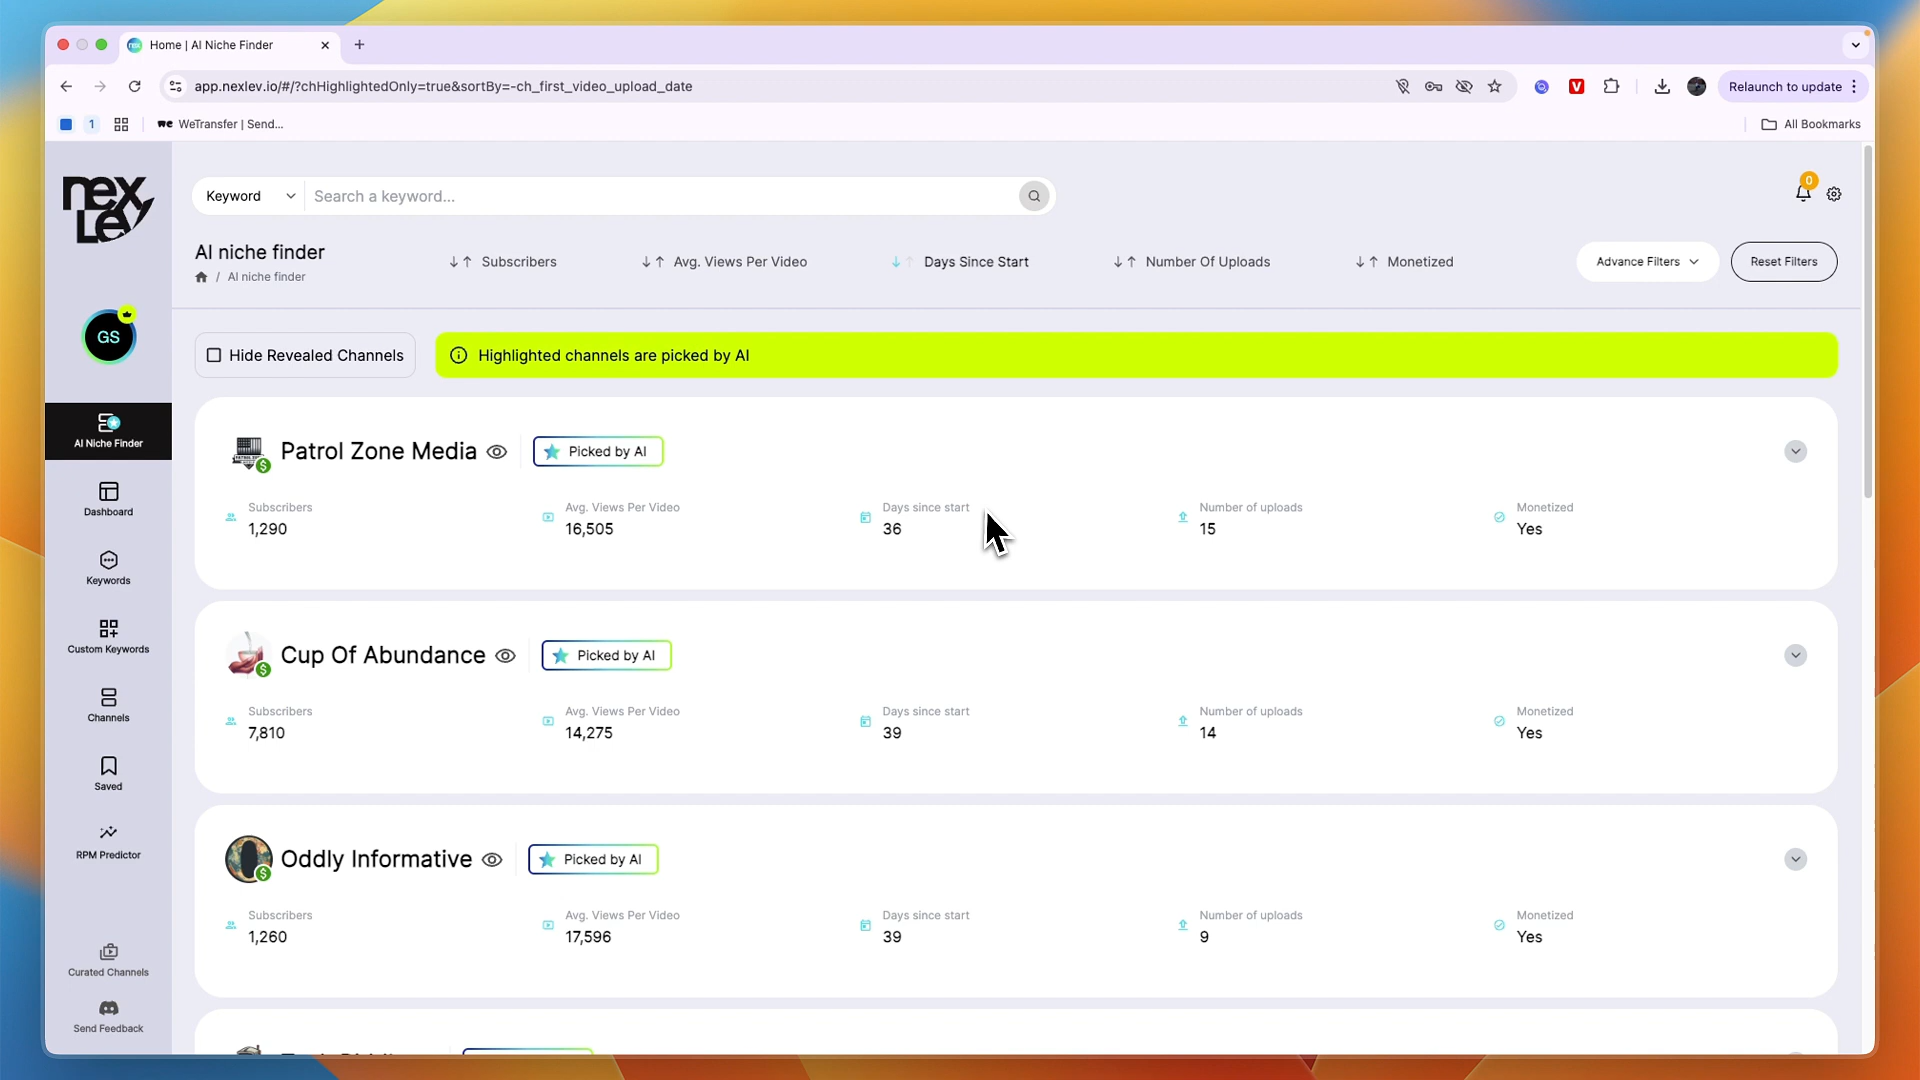 Home | AI Niche Finder
app.nexlev.io/#/?chHighlightedOnly=true&sortBy=-ch_first_video_upload_date
V
Relaunch to update
1
we WeTransfer | Send...
All Bookmarks
nex
Lev
Keyword
Search a keyword...
0
AI niche finder
/ AI niche finder
Subscribers
Avg. Views Per Video
Days Since Start
Number Of Uploads
Monetized
Advance Filters
Reset Filters
GS
Hide Revealed Channels
Highlighted channels are picked by AI
AI Niche Finder
Dashboard
Keywords
Custom Keywords
Channels
Saved
RPM Predictor
Curated Channels
Send Feedback
Patrol Zone Media
Picked by AI
Subscribers
1,290
Avg. Views Per Video
16,505
Days since start
36
Number of uploads
15
Monetized
Yes
Cup Of Abundance
Picked by AI
Subscribers
7,810
Avg. Views Per Video
14,275
Days since start
39
Number of uploads
14
Monetized
Yes
Oddly Informative
Picked by AI
Subscribers
1,260
Avg. Views Per Video
17,596
Days since start
39
Number of uploads
9
Monetized
Yes